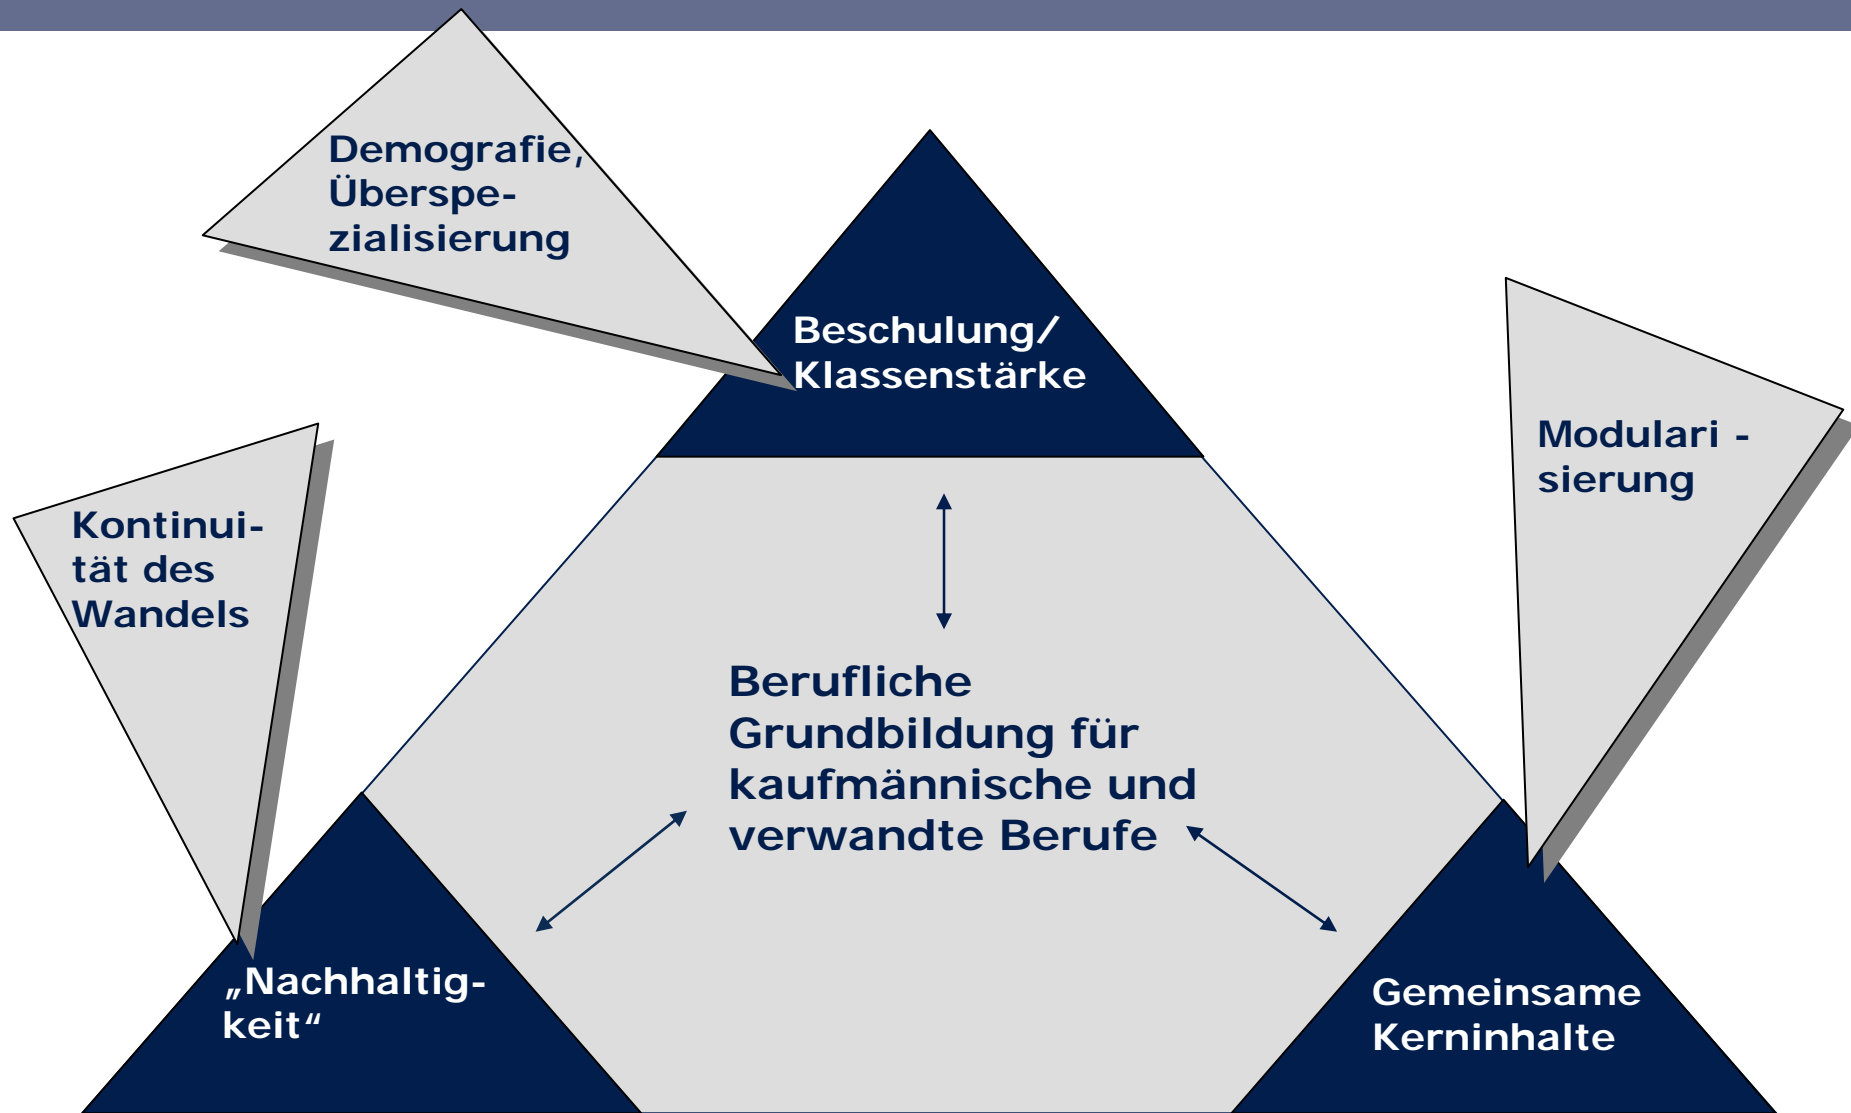 Demografie,
Überspe-
zialisierung
Beschulung/
Klassenstärke
Modulari -
sierung
Kontinui-
tät des
Wandels
Berufliche
Grundbildung für
kaufmännische und
verwandte Berufe
„Nachhaltig-
keit“
Gemeinsame
Kerninhalte